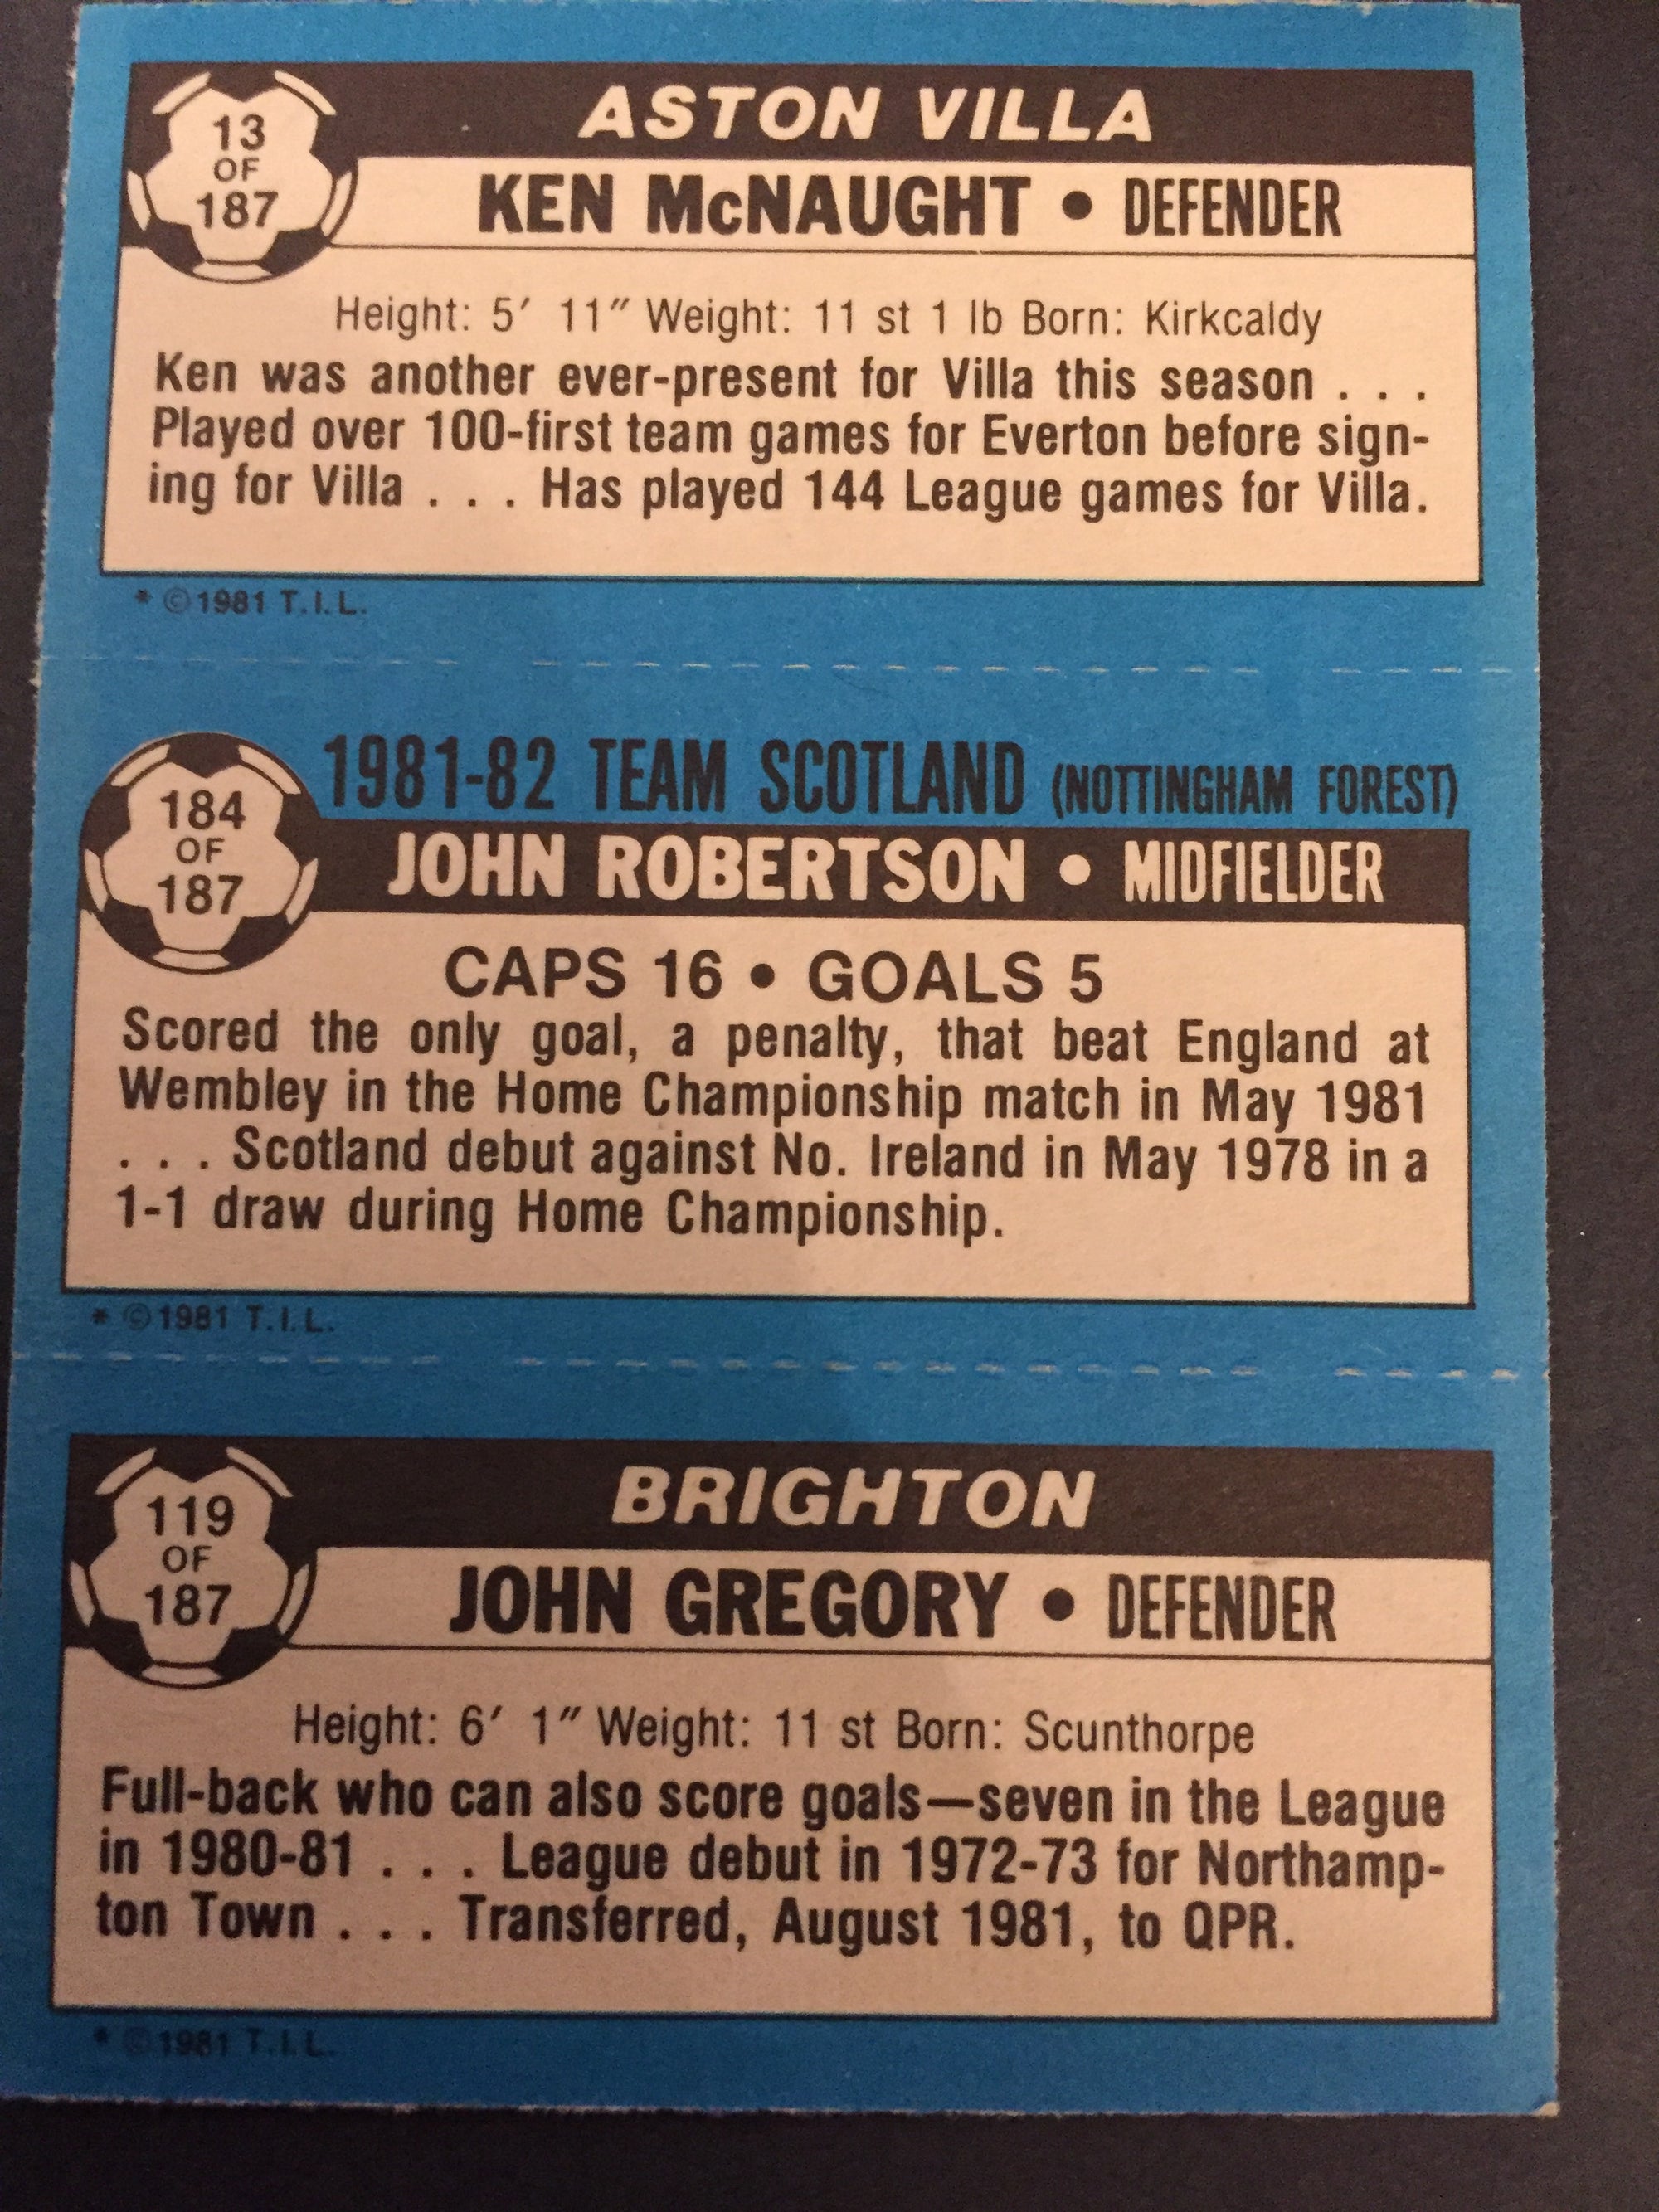 13
OF
187
ASTON VILLA
KEN McNAUGHT • DEFENDER
Height: 5′ 11″ Weight: 11 st 1 lb Born: Kirkcaldy
Ken was another ever-present for Villa this season . . .
Played over 100-first team games for Everton before sign-
ing for Villa . . . Has played 144 League games for Villa.
* ©1981 T.I.L.
184
OF
187
1981-82 TEAM SCOTLAND (NOTTINGHAM FOREST)
JOHN ROBERTSON • MIDFIELDER
CAPS 16 • GOALS 5
Scored the only goal, a penalty, that beat England at
Wembley in the Home Championship match in May 1981
. . . Scotland debut against No. Ireland in May 1978 in a
1-1 draw during Home Championship.
* ©1981 T.I.L.
119
OF
187
BRIGHTON
JOHN GREGORY • DEFENDER
Height: 6′ 1″ Weight: 11 st Born: Scunthorpe
Full-back who can also score goals—seven in the League
in 1980-81 . . . League debut in 1972-73 for Northamp-
ton Town . . . Transferred, August 1981, to QPR.
* ©1981 T.I.L.